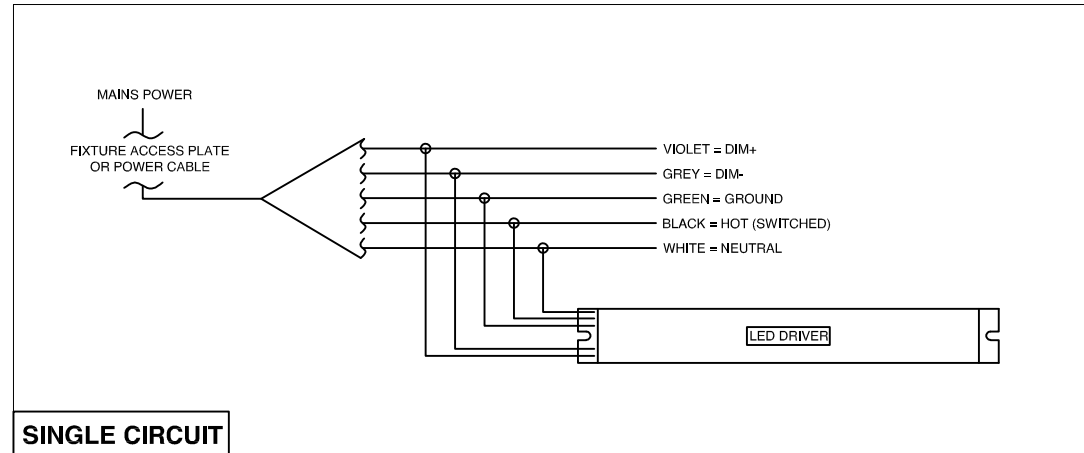 MAINS POWER
FIXTURE ACCESS PLATE
OR POWER CABLE
VIOLET = DIM+
GREY = DIM-
GREEN = GROUND
BLACK = HOT (SWITCHED)
WHITE = NEUTRAL
LED DRIVER
SINGLE CIRCUIT